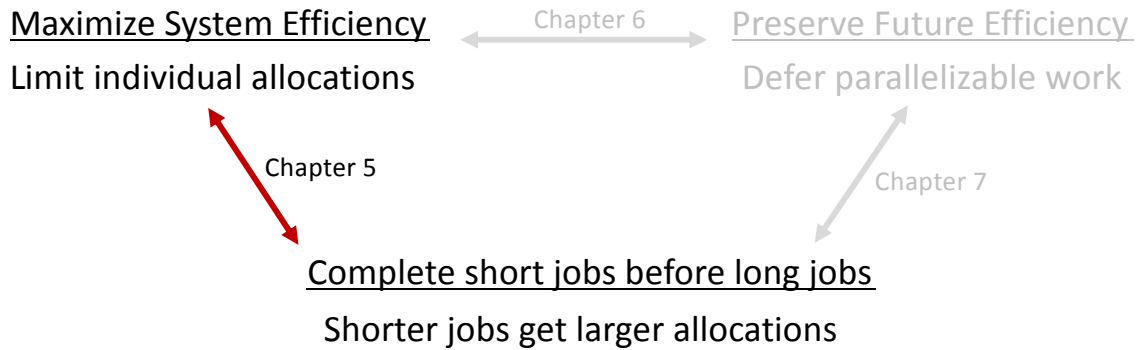 Maximize System Efficiency
Chapter 6
Preserve Future Efficiency
Limit individual allocations
Defer parallelizable work
Chapter 5
Chapter 7
Complete short jobs before long jobs
Shorter jobs get larger allocations